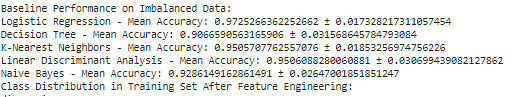 Baseline Performance on Imbalanced Data:
Logistic Regression - Mean Accuracy: 0.9725266362252662 ± 0.017328217311057454
Decision Tree - Mean Accuracy: 0.9066590563165906 ± 0.031568645784793084
K-Nearest Neighbors - Mean Accuracy: 0.9505707762557076 ± 0.01853256974756226
Linear Discriminant Analysis - Mean Accuracy: 0.9506088280060881 ± 0.030699439082127862
Naive Bayes - Mean Accuracy: 0.9286149162861491 ± 0.02647001851851247
Class Distribution in Training Set After Feature Engineering: